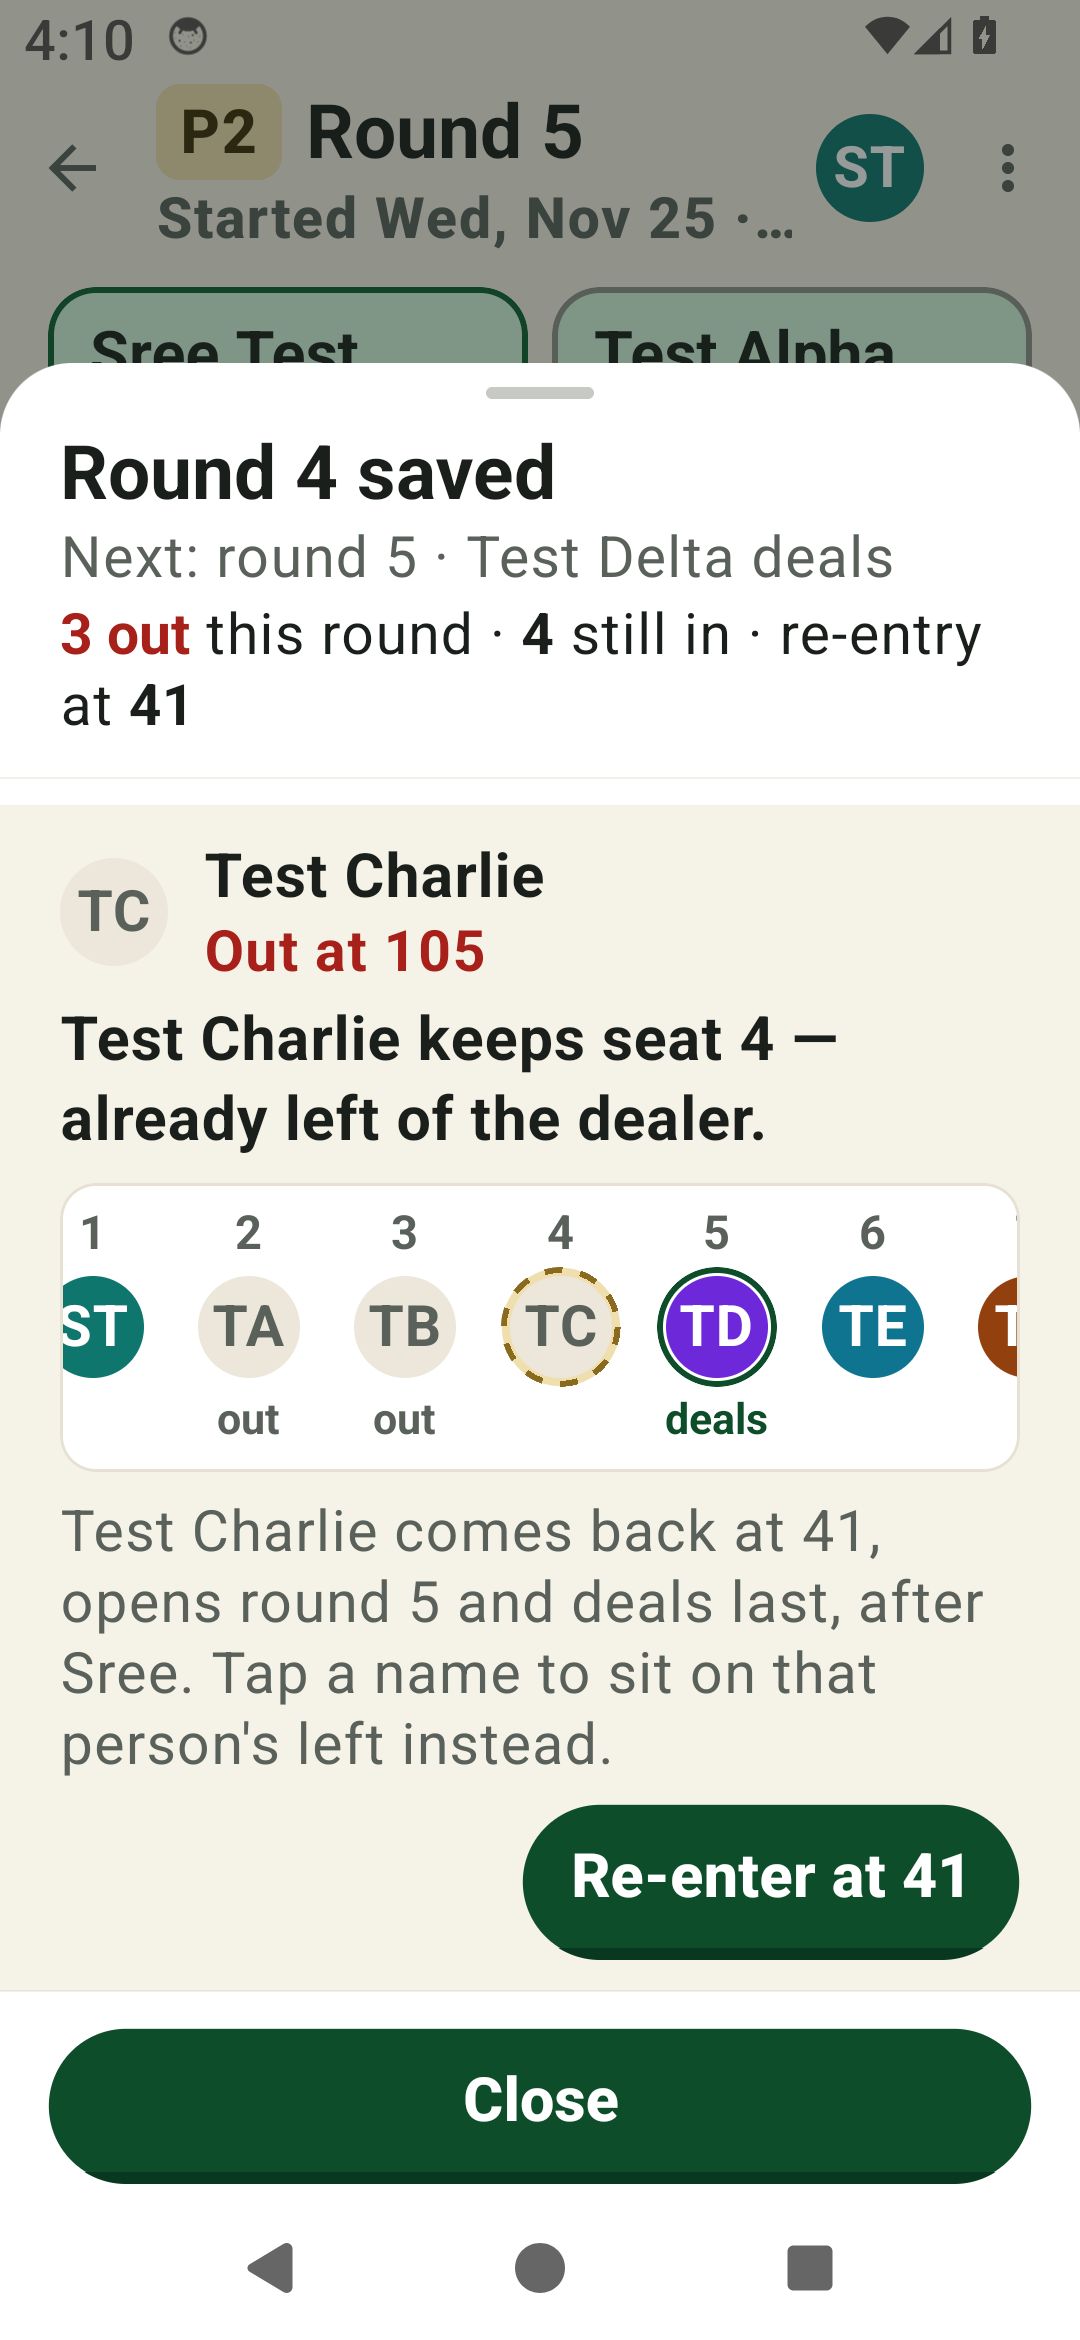 4:10
P2 Round 5
ST
Started Wed, Nov 25 ·…
Sree Test
Test Alpha
Round 4 saved
Next: round 5 · Test Delta deals
3 out this round · 4 still in · re-entry
at 41
TC
Test Charlie
Out at 105
Test Charlie keeps seat 4 —
already left of the dealer.
1 2 3 4 5 6
ST TA TB TC TD TE
out out deals
Test Charlie comes back at 41,
opens round 5 and deals last, after
Sree. Tap a name to sit on that
person's left instead.
Re-enter at 41
Close